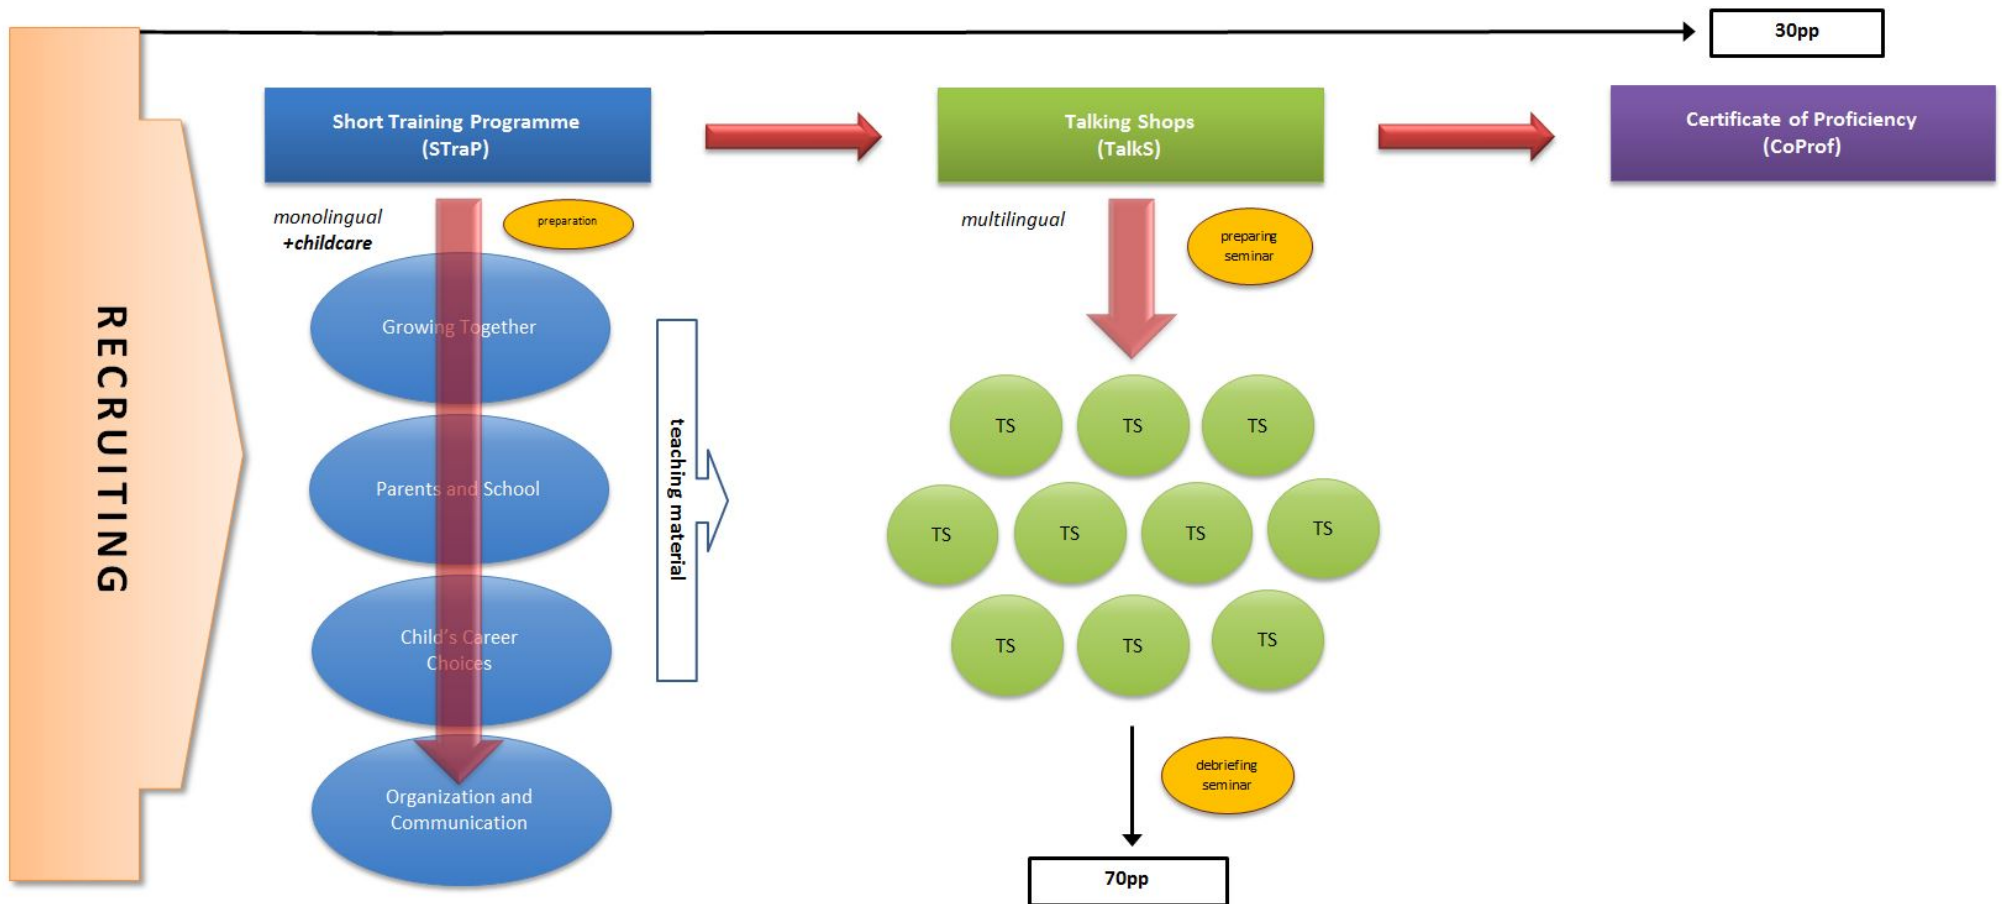 30pp
RECRUITING
Short Training Programme
(STraP)
Talking Shops
(TalkS)
Certificate of Proficiency
(CoProf)
monolingual
+childcare
preparation
multilingual
preparing
seminar
Growing Together
Parents and School
Child's Career
Choices
Organization and
Communication
teaching material
TS
TS
TS
TS
TS
TS
TS
TS
TS
TS
debriefing
seminar
70pp